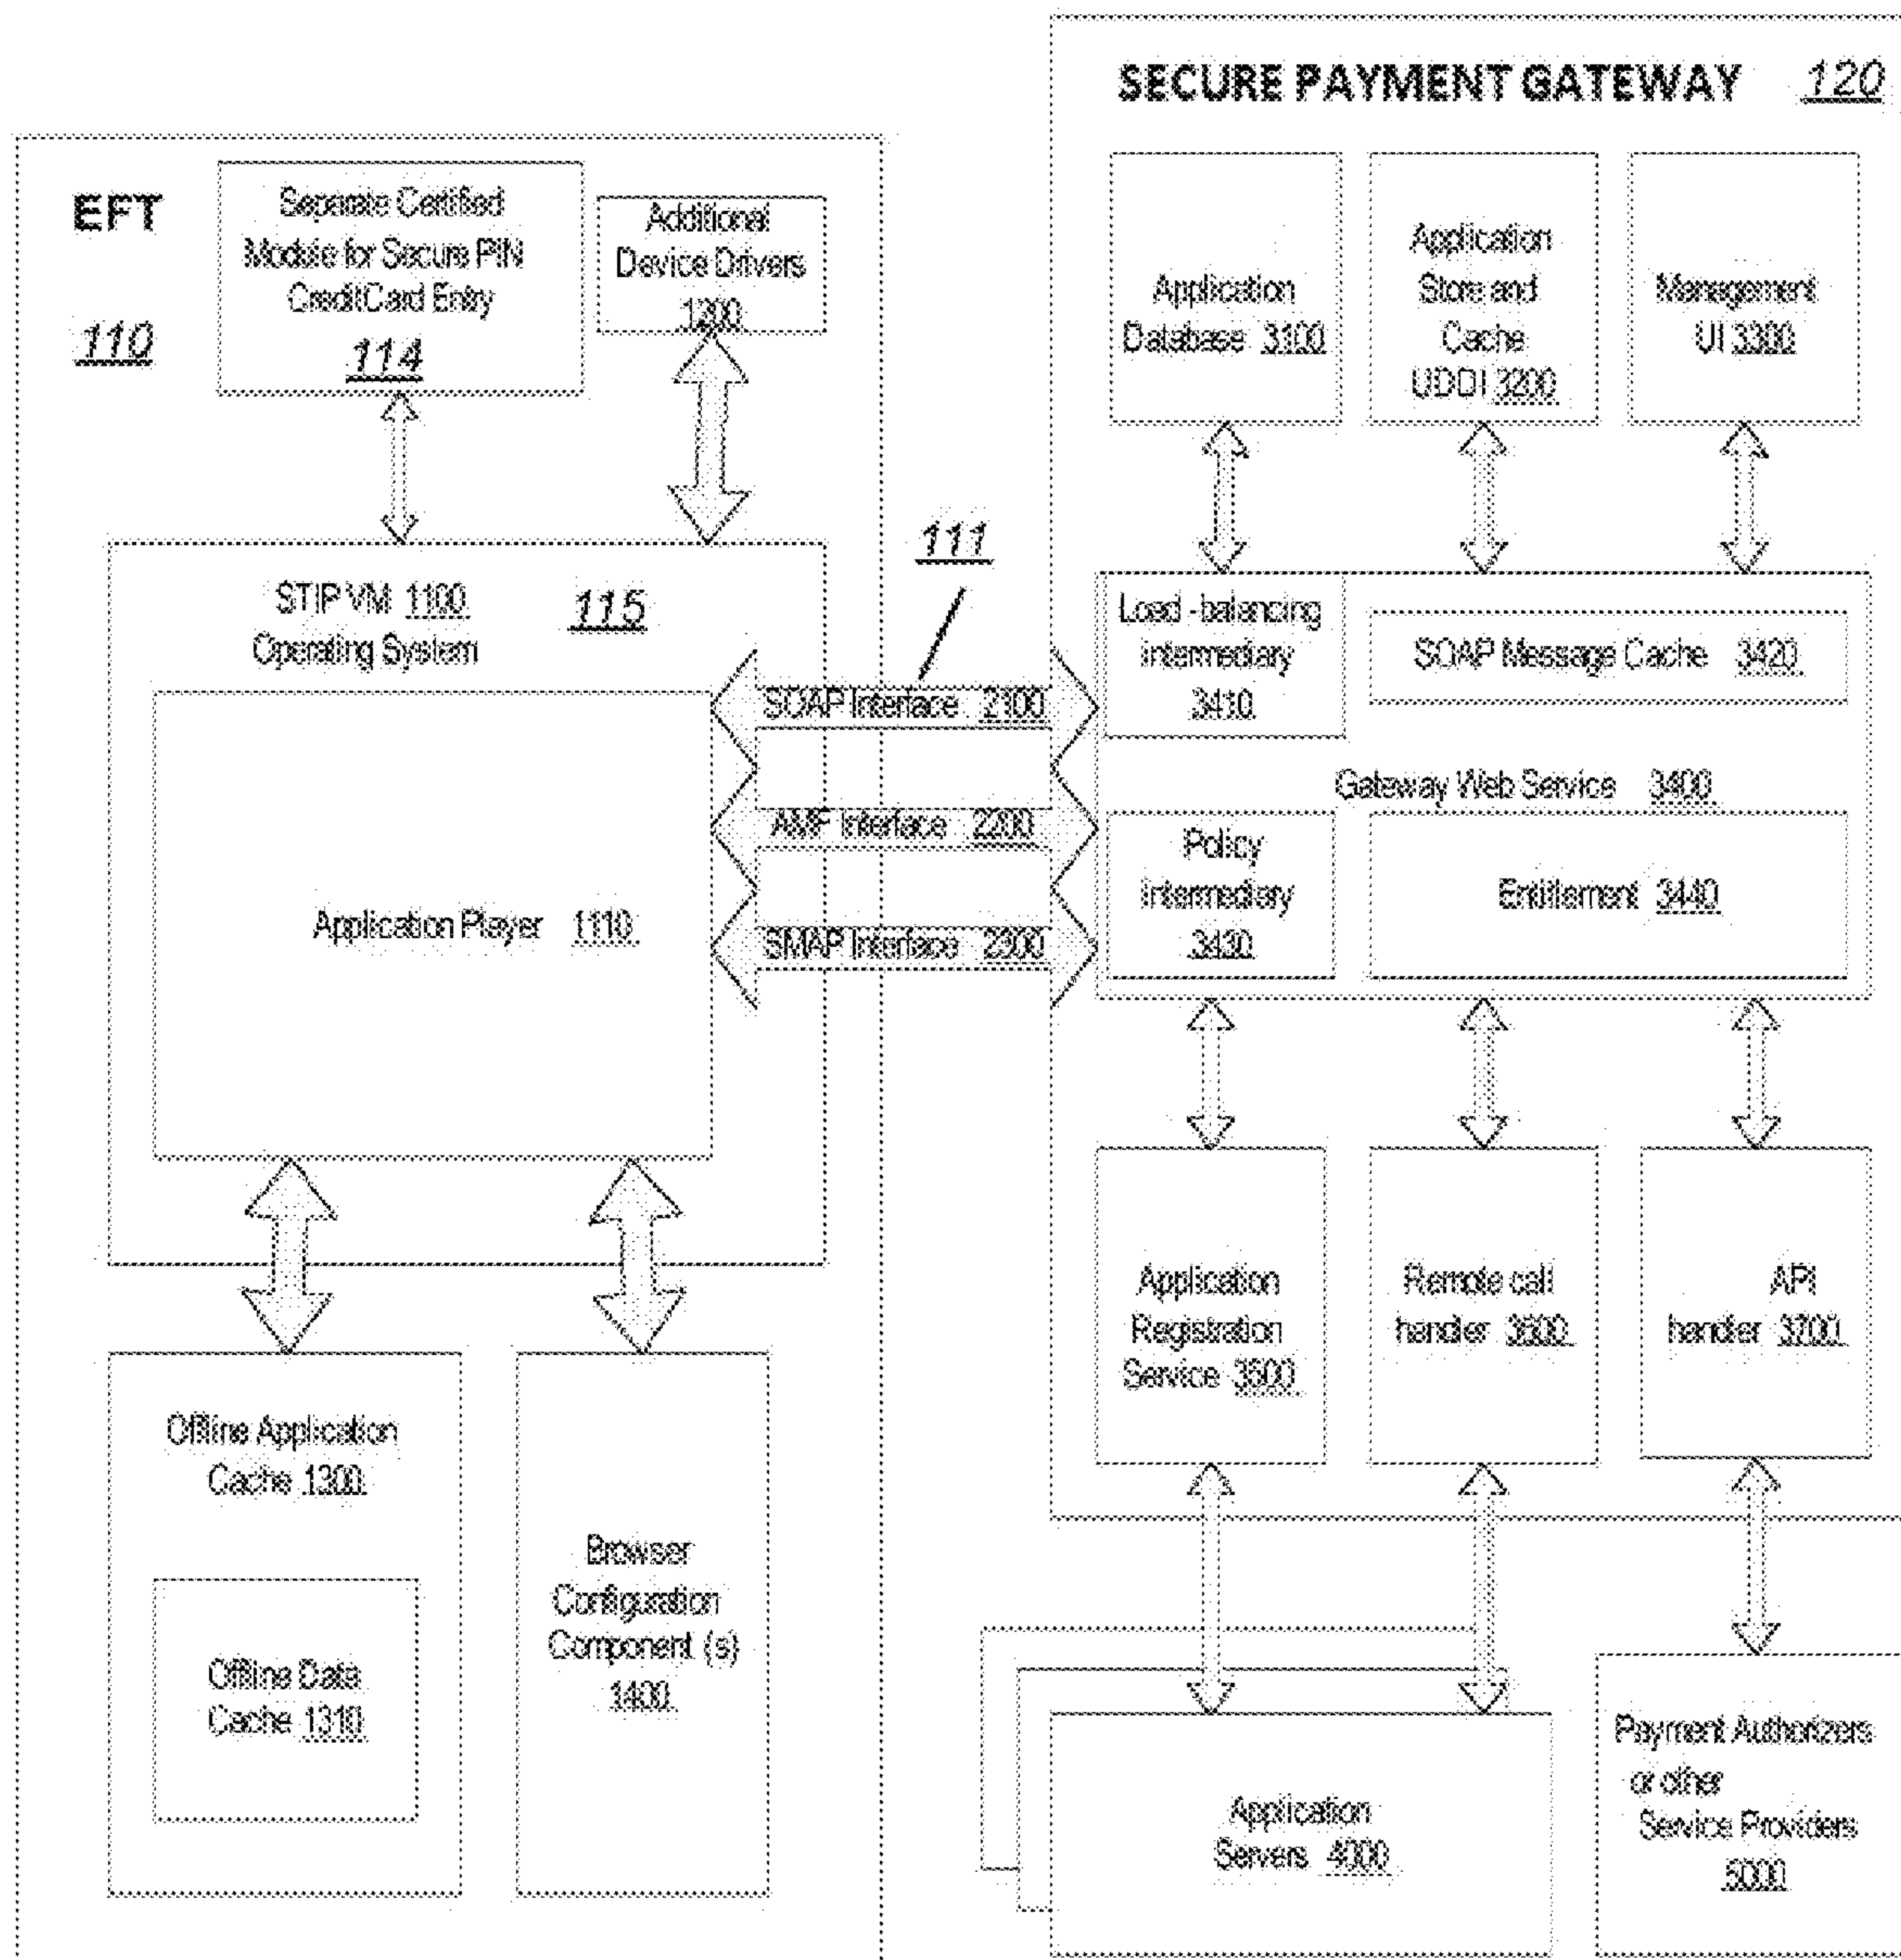 SECURE PAYMENT GATEWAY 120
EFT
110
Separate Certified
Module for Secure PIN
CreditCard Entry
114
Additional
Device Drivers
1200
Application
Database 3100
Application
Store and
Cache
UDDI 3200
Management
UI 3300
111
STIP VM 1100
Operating System
115
Load-balancing
intermediary
3410
SOAP Message Cache 3420
SOAP Interface 2100
Gateway Web Service 3400
AMF Interface 2200
Policy
intermediary
3430
Entitlement 3440
Application Player 1110
SMAP Interface 2300
Application
Registration
Service 3500
Remote call
handler 3600
API
handler 3700
Offline Application
Cache 1300
Offline Data
Cache 1310
Browser
Configuration
Component (s)
1400
Application
Servers 4000
Payment Authorizers
or other
Service Providers
5000